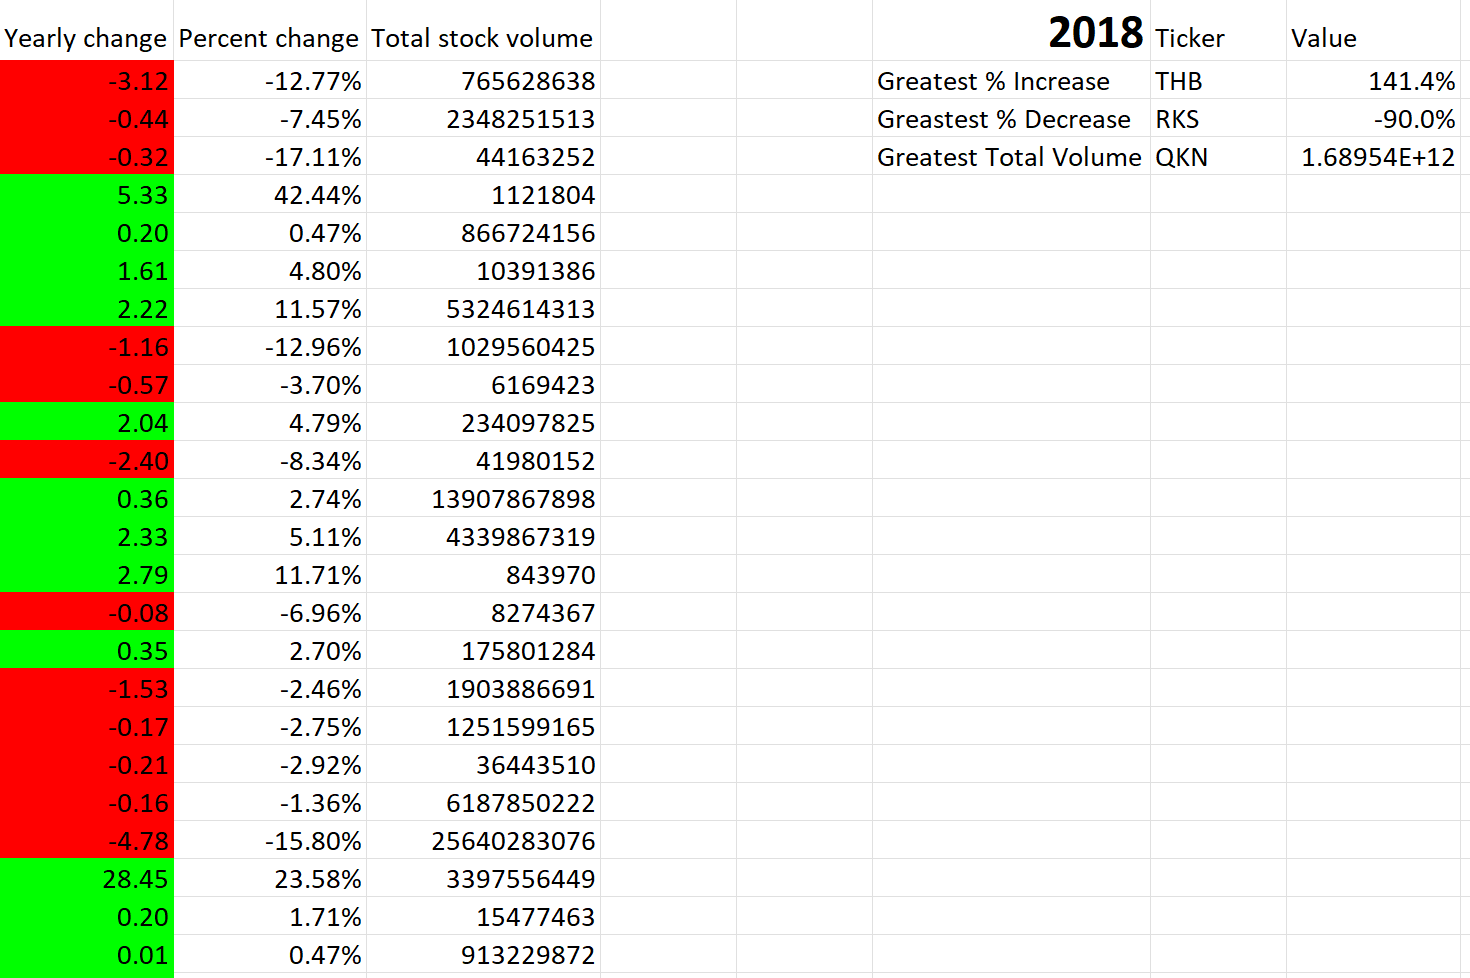 Yearly change Percent change Total stock volume 2018 Ticker Value
-3.12 -12.77% 765628638 Greatest % Increase THB 141.4%
-0.44 -7.45% 2348251513 Greastest % Decrease RKS -90.0%
-0.32 -17.11% 44163252 Greatest Total Volume QKN 1.68954E+12
5.33 42.44% 1121804
0.20 0.47% 866724156
1.61 4.80% 10391386
2.22 11.57% 5324614313
-1.16 -12.96% 1029560425
-0.57 -3.70% 6169423
2.04 4.79% 234097825
-2.40 -8.34% 41980152
0.36 2.74% 13907867898
2.33 5.11% 4339867319
2.79 11.71% 843970
-0.08 -6.96% 8274367
0.35 2.70% 175801284
-1.53 -2.46% 1903886691
-0.17 -2.75% 1251599165
-0.21 -2.92% 36443510
-0.16 -1.36% 6187850222
-4.78 -15.80% 25640283076
28.45 23.58% 3397556449
0.20 1.71% 15477463
0.01 0.47% 913229872